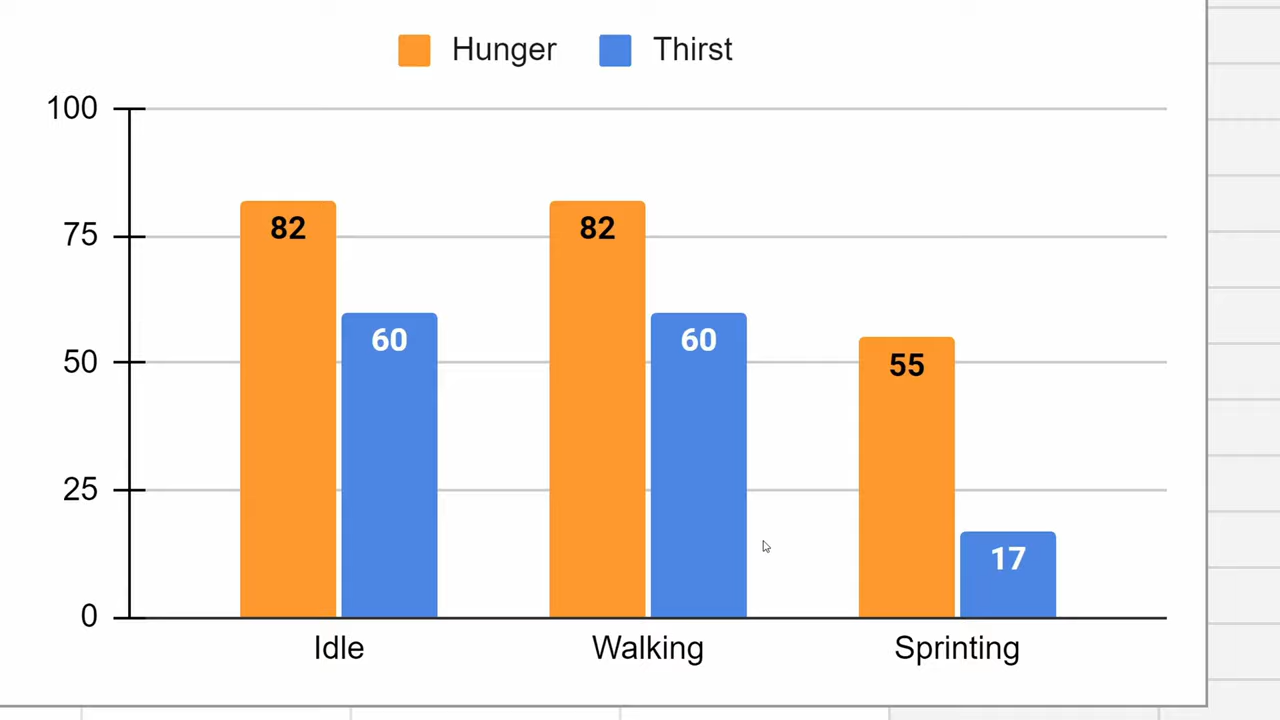 Hunger Thirst
100
75
50
25
0
82 60 82 60 55 17
Idle Walking Sprinting